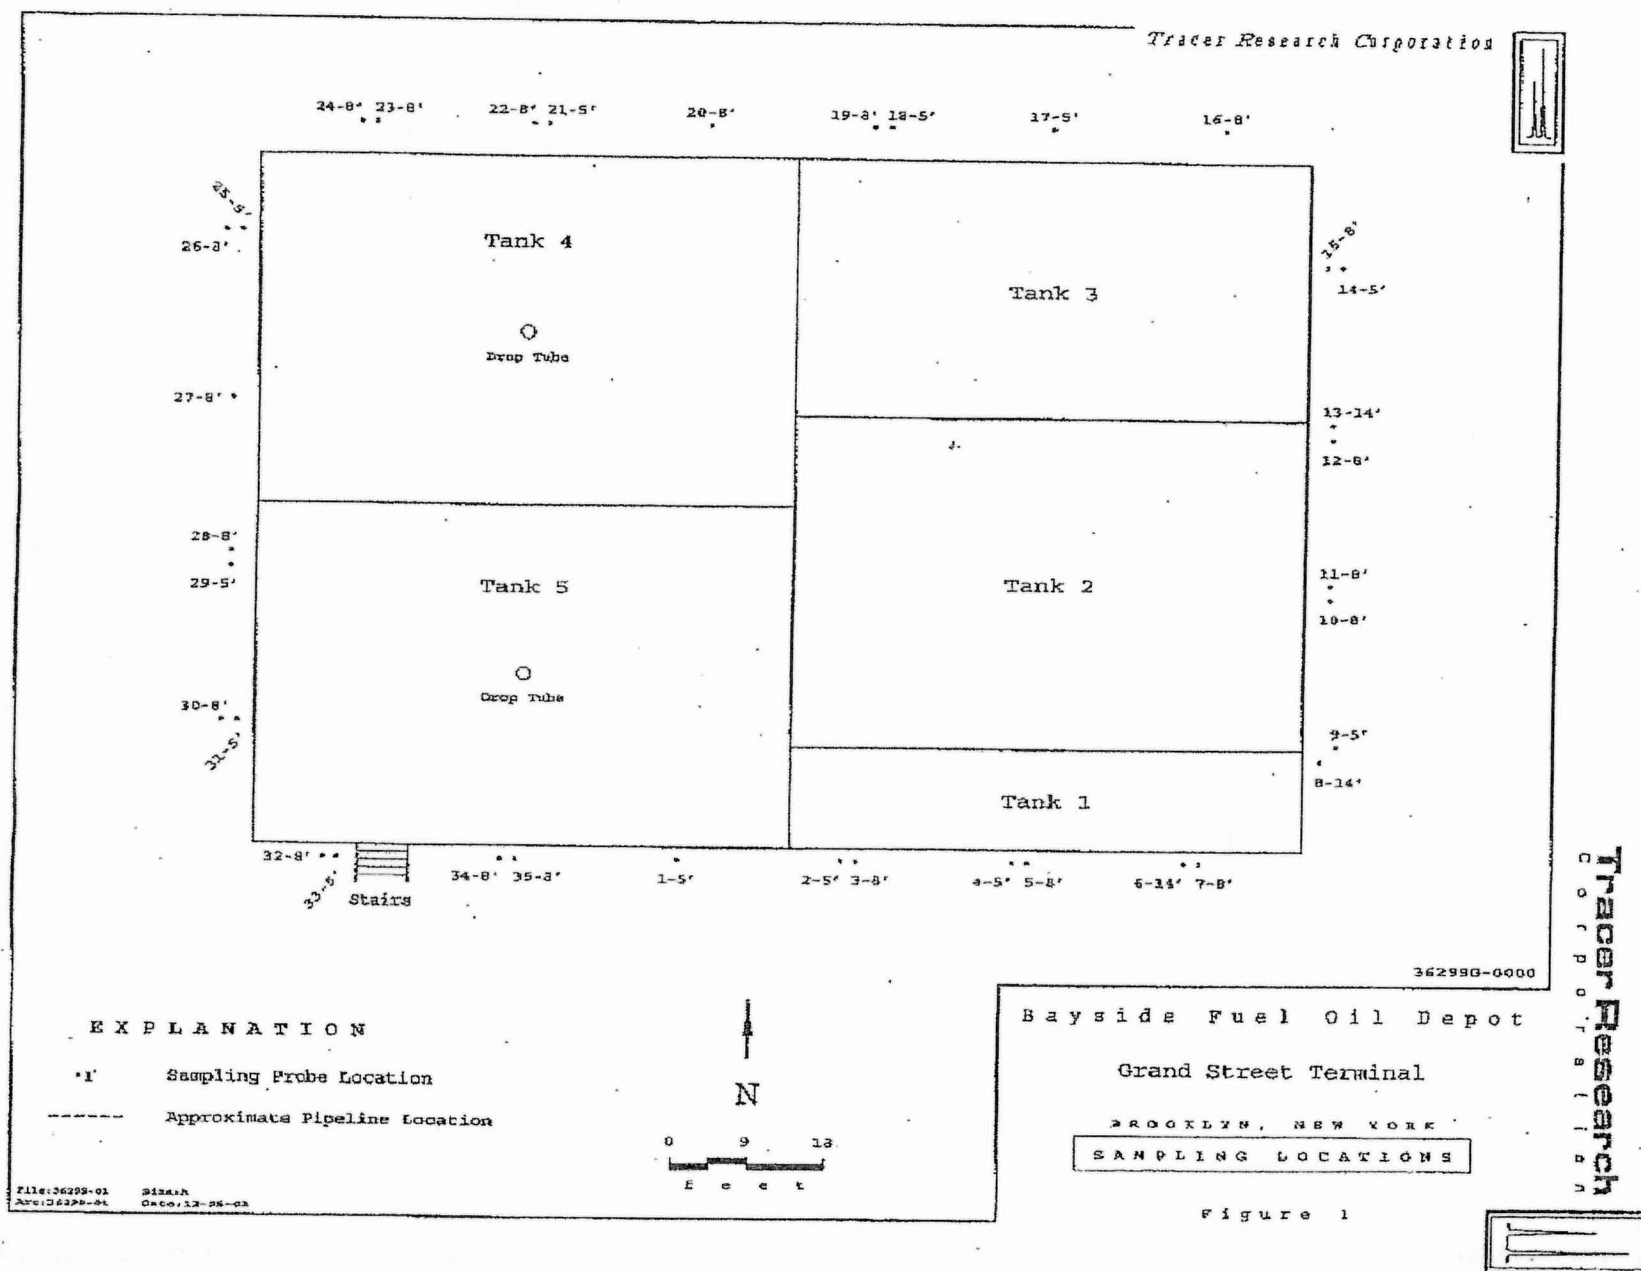 Tracer Research Corporation
24-8' 23-8' 22-8' 21-5' 20-8' 19-8' 18-5' 17-5' 16-8'
25-5'
26-8'
Tank 4
Tank 3
15-8'
14-5'
Drop Tube
27-8'
13-14'
12-8'
28-8'
29-5'
Tank 5
Tank 2
11-8'
10-8'
Drop Tube
30-8'
9-5'
8-14'
Tank 1
32-8'
33-5'
Stairs
34-8' 35-8' 1-5' 2-5' 3-8' 4-5' 5-8' 6-14' 7-8'
362990-0000
EXPLANATION
Sampling Probe Location
Approximate Pipeline Location
N
0 9 18
Feet
Bayside Fuel Oil Depot
Grand Street Terminal
BROOKLYN, NEW YORK
SAMPLING LOCATIONS
Figure 1
Tracer Research
Corporation